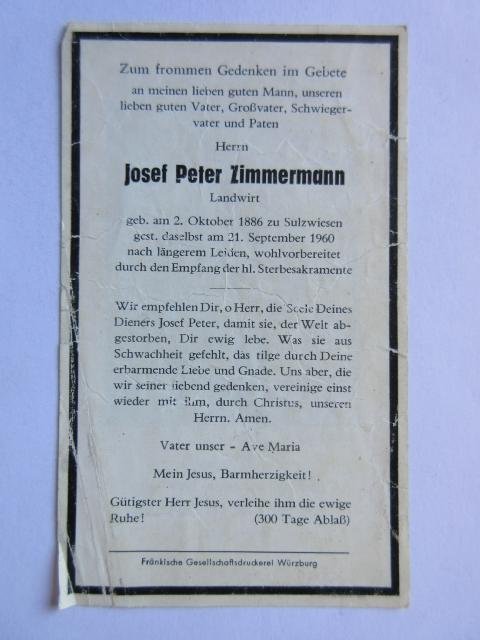 Zum frommen Gedenken im Gebete
an meinen lieben guten Mann, unseren
lieben guten Vater, Großvater, Schwieger-
vater und Paten
Herrn
Josef Peter Zimmermann
Landwirt
geb. am 2. Oktober 1886 zu Sulzwiesen
gest. daselbst am 21. September 1960
nach längerem Leiden, wohlvorbereitet
durch den Empfang der hl. Sterbesakramente
Wir empfehlen Dir, o Herr, die Seele Deines
Dieners Josef Peter, damit sie, der Welt ab-
gestorben, Dir ewig lebe. Was sie aus
Schwachheit gefehlt, das tilge durch Deine
erbarmende Liebe und Gnade. Uns aber, die
wir seiner liebend gedenken, vereinige einst
wieder mit ihm, durch Christus, unseren
Herrn. Amen.
Vater unser - Ave Maria
Mein Jesus, Barmherzigkeit!
Gütigster Herr Jesus, verleihe ihm die ewige
Ruhe! (300 Tage Ablaß)
Fränkische Gesellschaftsdruckerei Würzburg